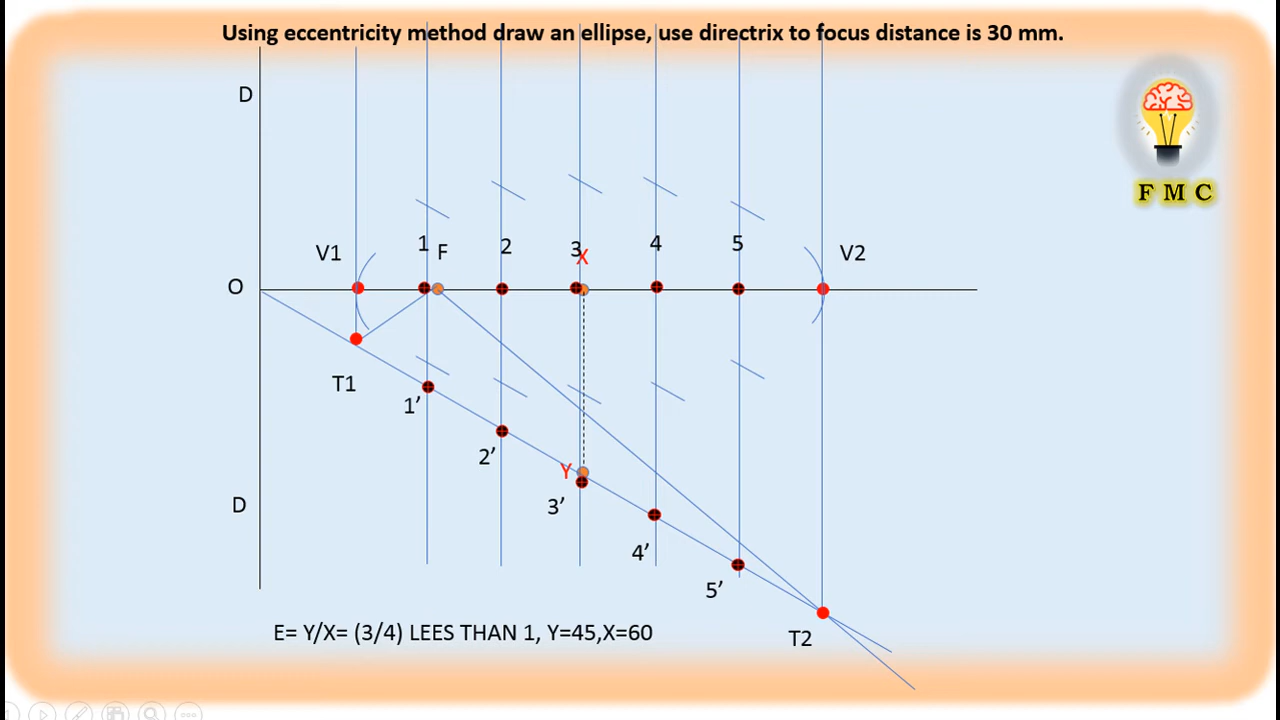 Using eccentricity method draw an ellipse, use directrix to focus distance is 30 mm.
D
F M C
V1 1 F 2 3 X 4 5 V2
O
T1
1’
2’
Y
3’
D
4’
5’
E= Y/X= (3/4) LEES THAN 1, Y=45,X=60
T2